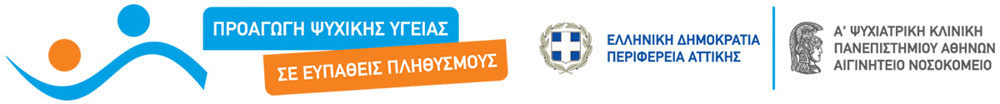 ΠΡΟΑΓΩΓΗ ΨΥΧΙΚΗΣ ΥΓΕΙΑΣ
ΣΕ ΕΥΠΑΘΕΙΣ ΠΛΗΘΥΣΜΟΥΣ
ΕΛΛΗΝΙΚΗ ΔΗΜΟΚΡΑΤΙΑ
ΠΕΡΙΦΕΡΕΙΑ ΑΤΤΙΚΗΣ
Α’ ΨΥΧΙΑΤΡΙΚΗ ΚΛΙΝΙΚΗ
ΠΑΝΕΠΙΣΤΗΜΙΟΥ ΑΘΗΝΩΝ
ΑΙΓΙΝΗΤΕΙΟ ΝΟΣΟΚΟΜΕΙΟ